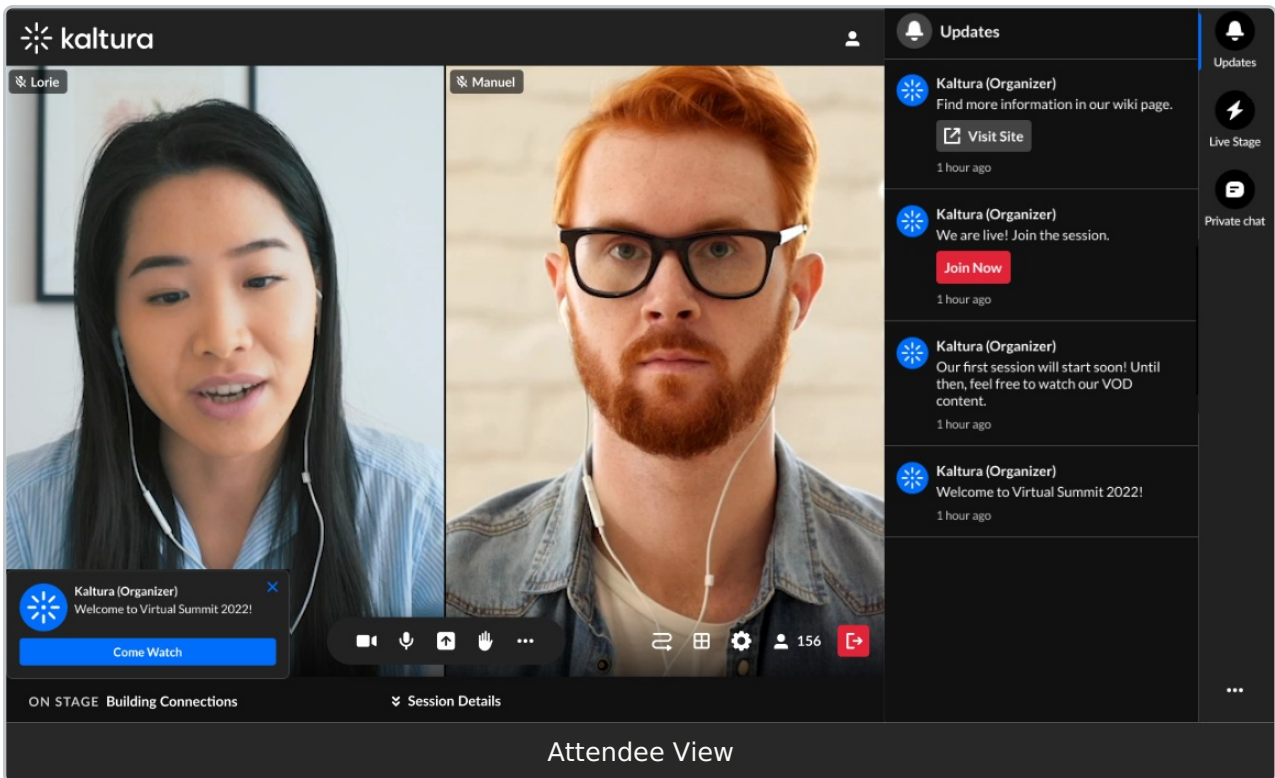 kaltura
Lorie
Manuel
Kaltura (Organizer)
Welcome to Virtual Summit 2022!
Come Watch
156
ON STAGE Building Connections
Session Details
Updates
Kaltura (Organizer)
Find more information in our wiki page.
Visit Site
1 hour ago
Kaltura (Organizer)
We are live! Join the session.
Join Now
1 hour ago
Kaltura (Organizer)
Our first session will start soon! Until
then, feel free to watch our VOD
content.
1 hour ago
Kaltura (Organizer)
Welcome to Virtual Summit 2022!
1 hour ago
Updates
Live Stage
Private chat
Attendee View